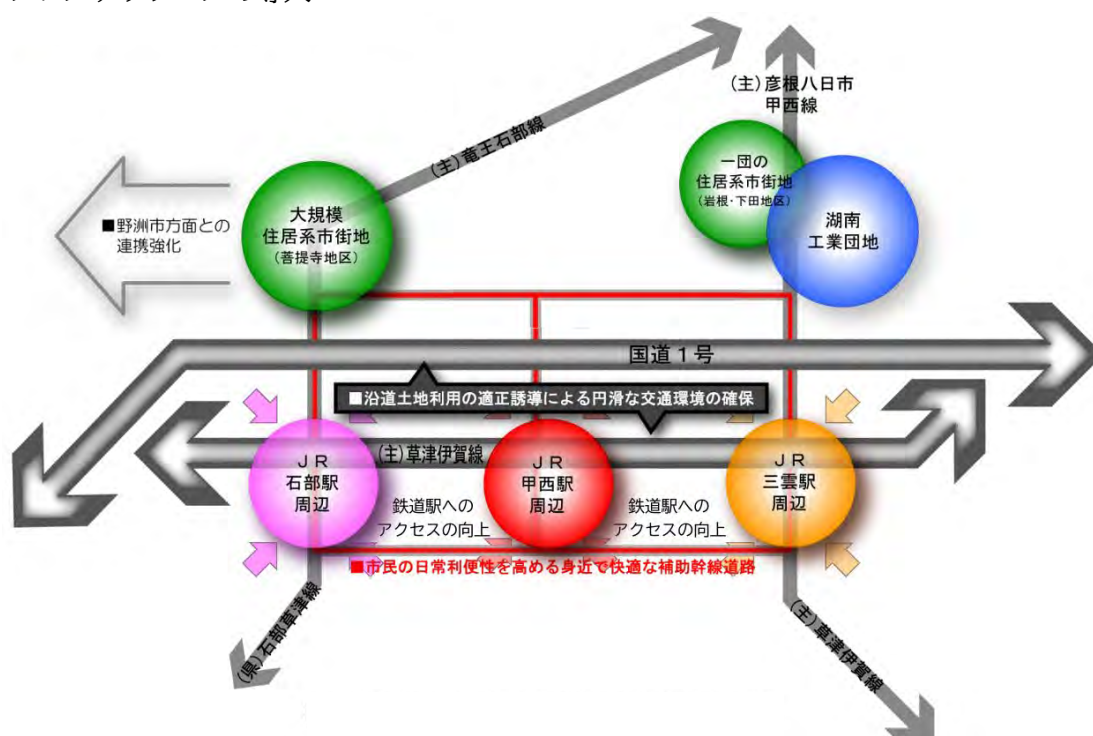 (主)彦根八日市
甲西線
(主)竜王石部線
一団の
住居系市街地
(岩根・下田地区)
大規模
住居系市街地
(菩提寺地区)
湖南
工業団地
■野洲市方面との
連携強化
国道1号
■沿道土地利用の適正誘導による円滑な交通環境の確保
(主)草津伊賀線
JR
石部駅
周辺
JR
甲西駅
周辺
JR
三雲駅
周辺
鉄道駅への
アクセスの向上
鉄道駅への
アクセスの向上
■市民の日常利便性を高める身近で快適な補助幹線道路
(県)石部草津線
(主)草津伊賀線